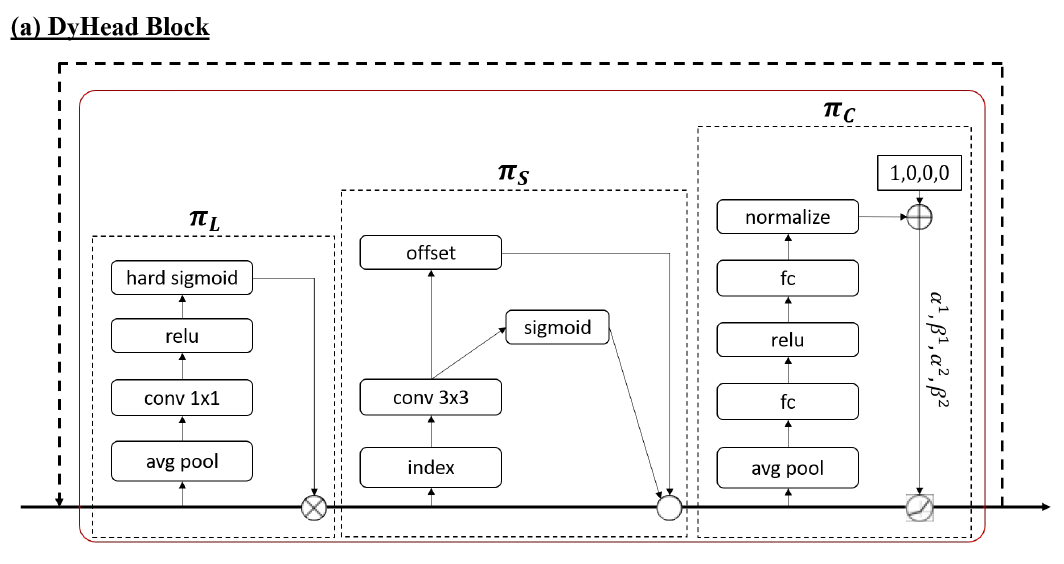 (a) DyHead Block
π_L
hard sigmoid
relu
conv 1x1
avg pool
π_S
offset
sigmoid
conv 3x3
index
π_C
1,0,0,0
normalize
fc
relu
fc
avg pool
α¹, β¹, α², β²